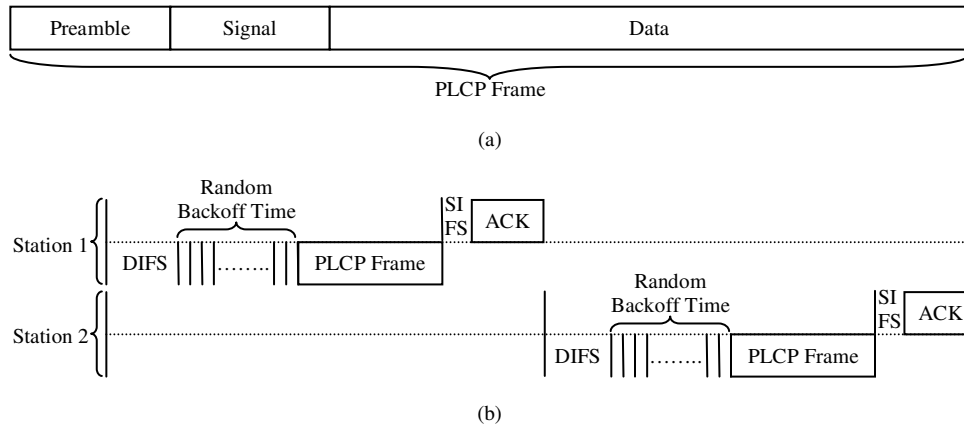 Preamble Signal Data
PLCP Frame
(a)
Random
Backoff Time
SI
FS
ACK
Station 1
DIFS
........
PLCP Frame
Random
Backoff Time
SI
FS
ACK
Station 2
DIFS
........
PLCP Frame
(b)